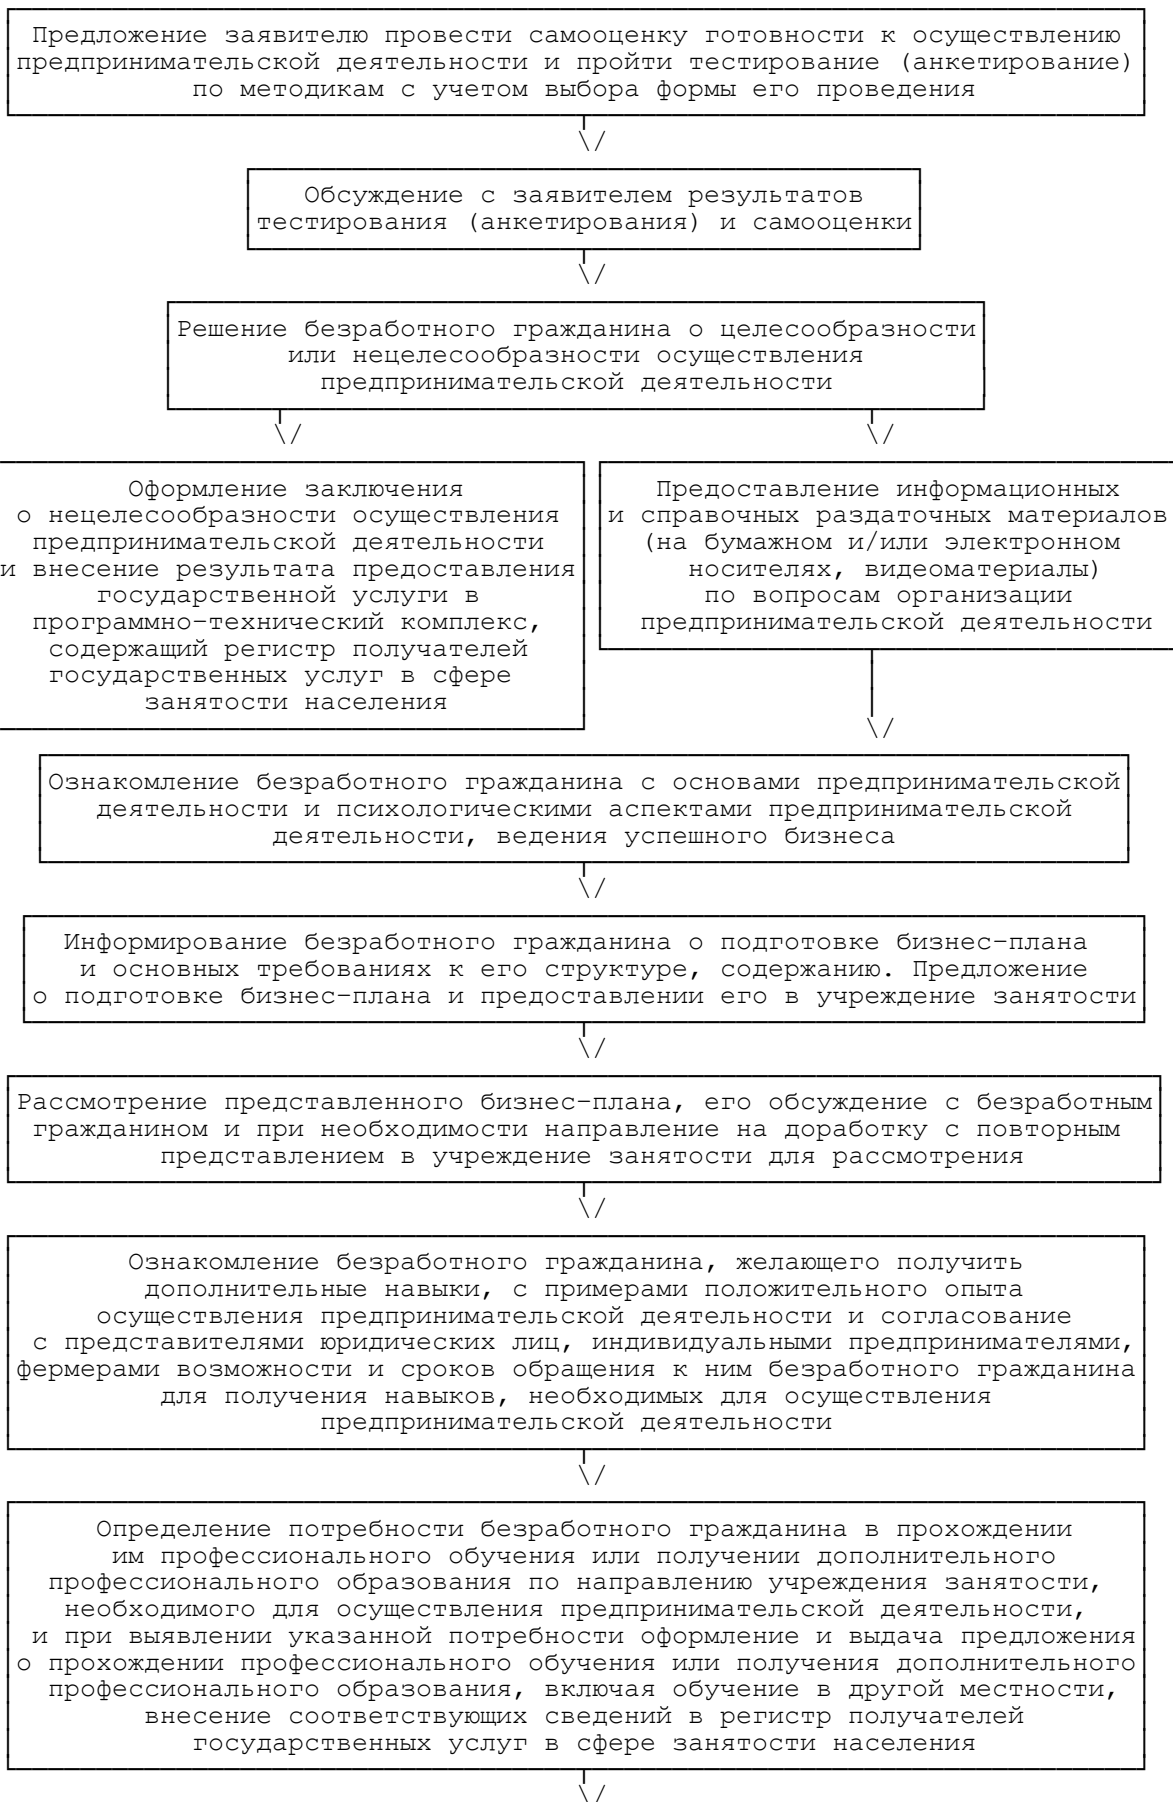 Предложение заявителю провести самооценку готовности к осуществлению
предпринимательской деятельности и пройти тестирование (анкетирование)
по методикам с учетом выбора формы его проведения
\/
Обсуждение с заявителем результатов
тестирования (анкетирования) и самооценки
\/
Решение безработного гражданина о целесообразности
или нецелесообразности осуществления
предпринимательской деятельности
\/
\/
Оформление заключения
о нецелесообразности осуществления
предпринимательской деятельности
и внесение результата предоставления
государственной услуги в
программно-технический комплекс,
содержащий регистр получателей
государственных услуг в сфере
занятости населения
Предоставление информационных
и справочных раздаточных материалов
(на бумажном и/или электронном
носителях, видеоматериалы)
по вопросам организации
предпринимательской деятельности
\/
Ознакомление безработного гражданина с основами предпринимательской
деятельности и психологическими аспектами предпринимательской
деятельности, ведения успешного бизнеса
\/
Информирование безработного гражданина о подготовке бизнес-плана
и основных требованиях к его структуре, содержанию. Предложение
о подготовке бизнес-плана и предоставлении его в учреждение занятости
\/
Рассмотрение представленного бизнес-плана, его обсуждение с безработным
гражданином и при необходимости направление на доработку с повторным
представлением в учреждение занятости для рассмотрения
\/
Ознакомление безработного гражданина, желающего получить
дополнительные навыки, с примерами положительного опыта
осуществления предпринимательской деятельности и согласование
с представителями юридических лиц, индивидуальными предпринимателями,
фермерами возможности и сроков обращения к ним безработного гражданина
для получения навыков, необходимых для осуществления
предпринимательской деятельности
\/
Определение потребности безработного гражданина в прохождении
им профессионального обучения или получении дополнительного
профессионального образования по направлению учреждения занятости,
необходимого для осуществления предпринимательской деятельности,
и при выявлении указанной потребности оформление и выдача предложения
о прохождении профессионального обучения или получения дополнительного
профессионального образования, включая обучение в другой местности,
внесение соответствующих сведений в регистр получателей
государственных услуг в сфере занятости населения
\/